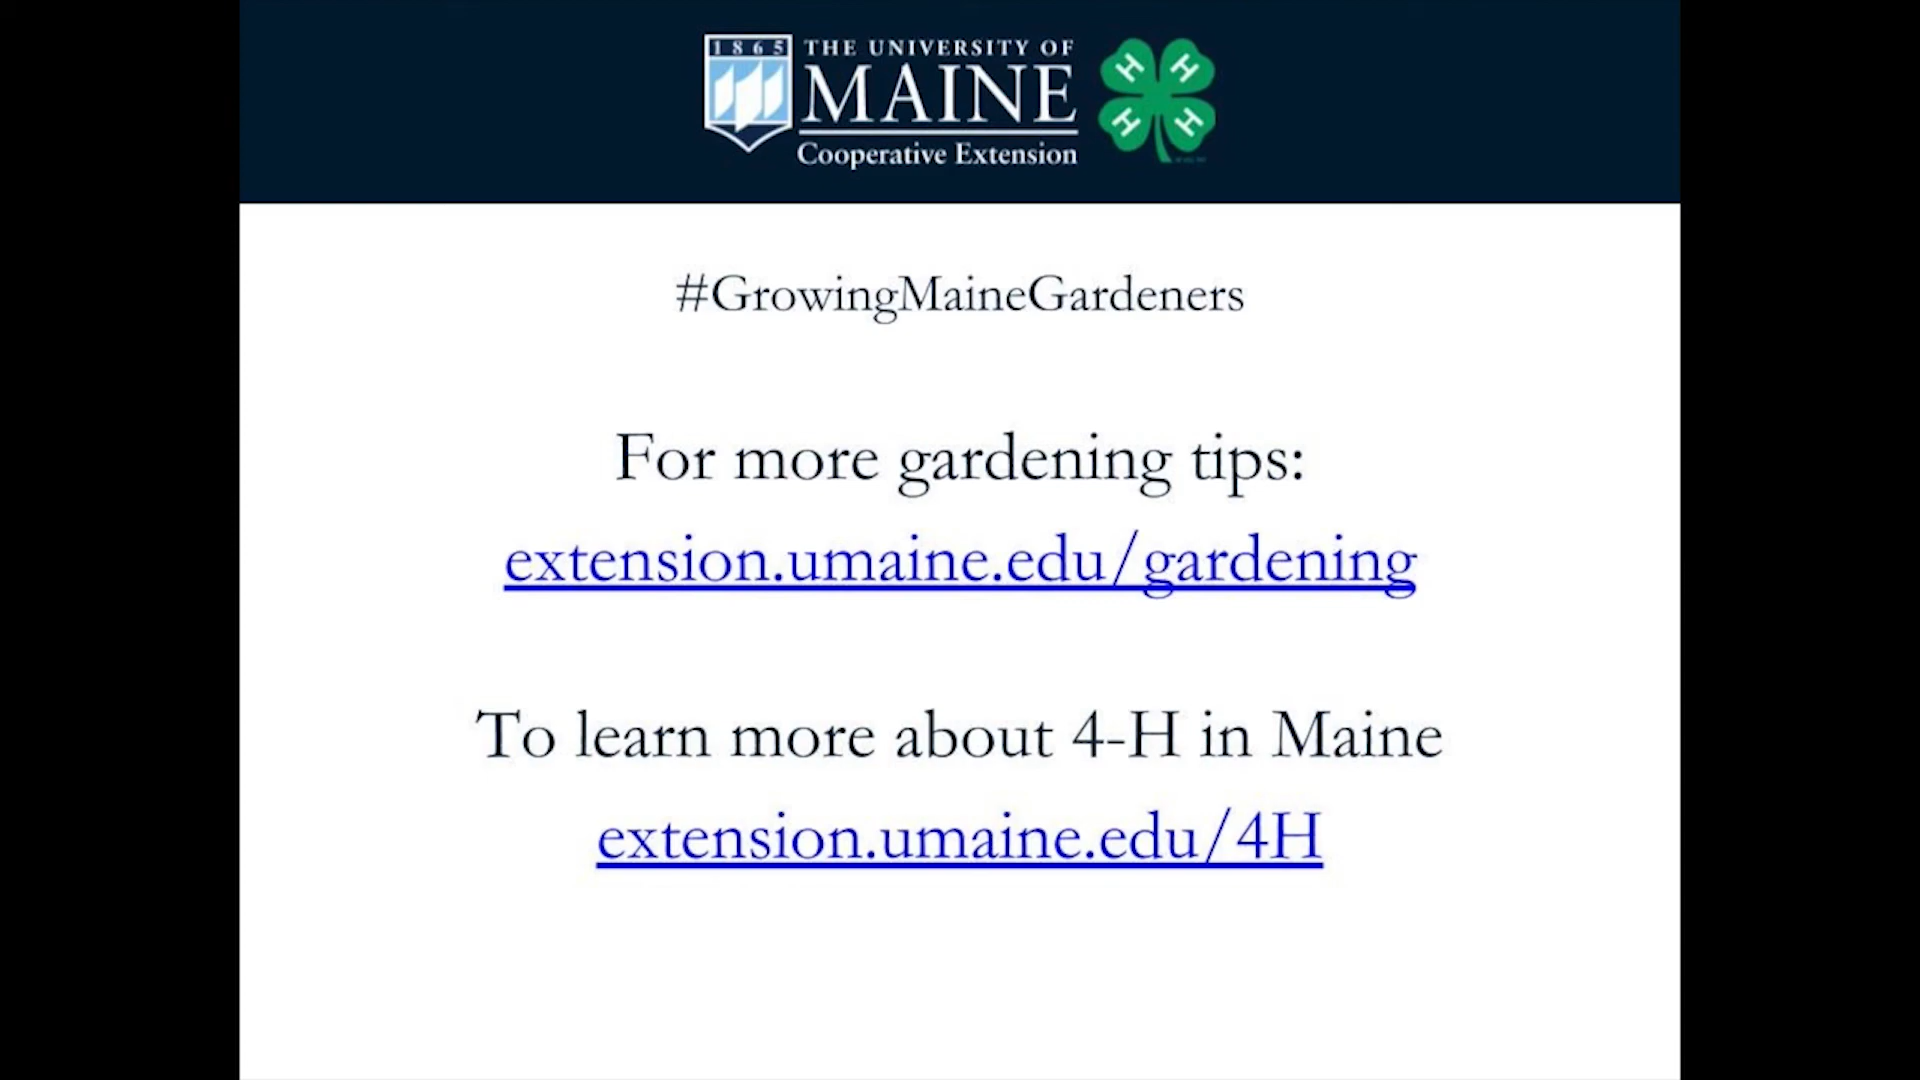 1865
THE UNIVERSITY OF
MAINE
Cooperative Extension
H H
H H
#GrowingMaineGardeners
For more gardening tips:
extension.umaine.edu/gardening
To learn more about 4-H in Maine
extension.umaine.edu/4H